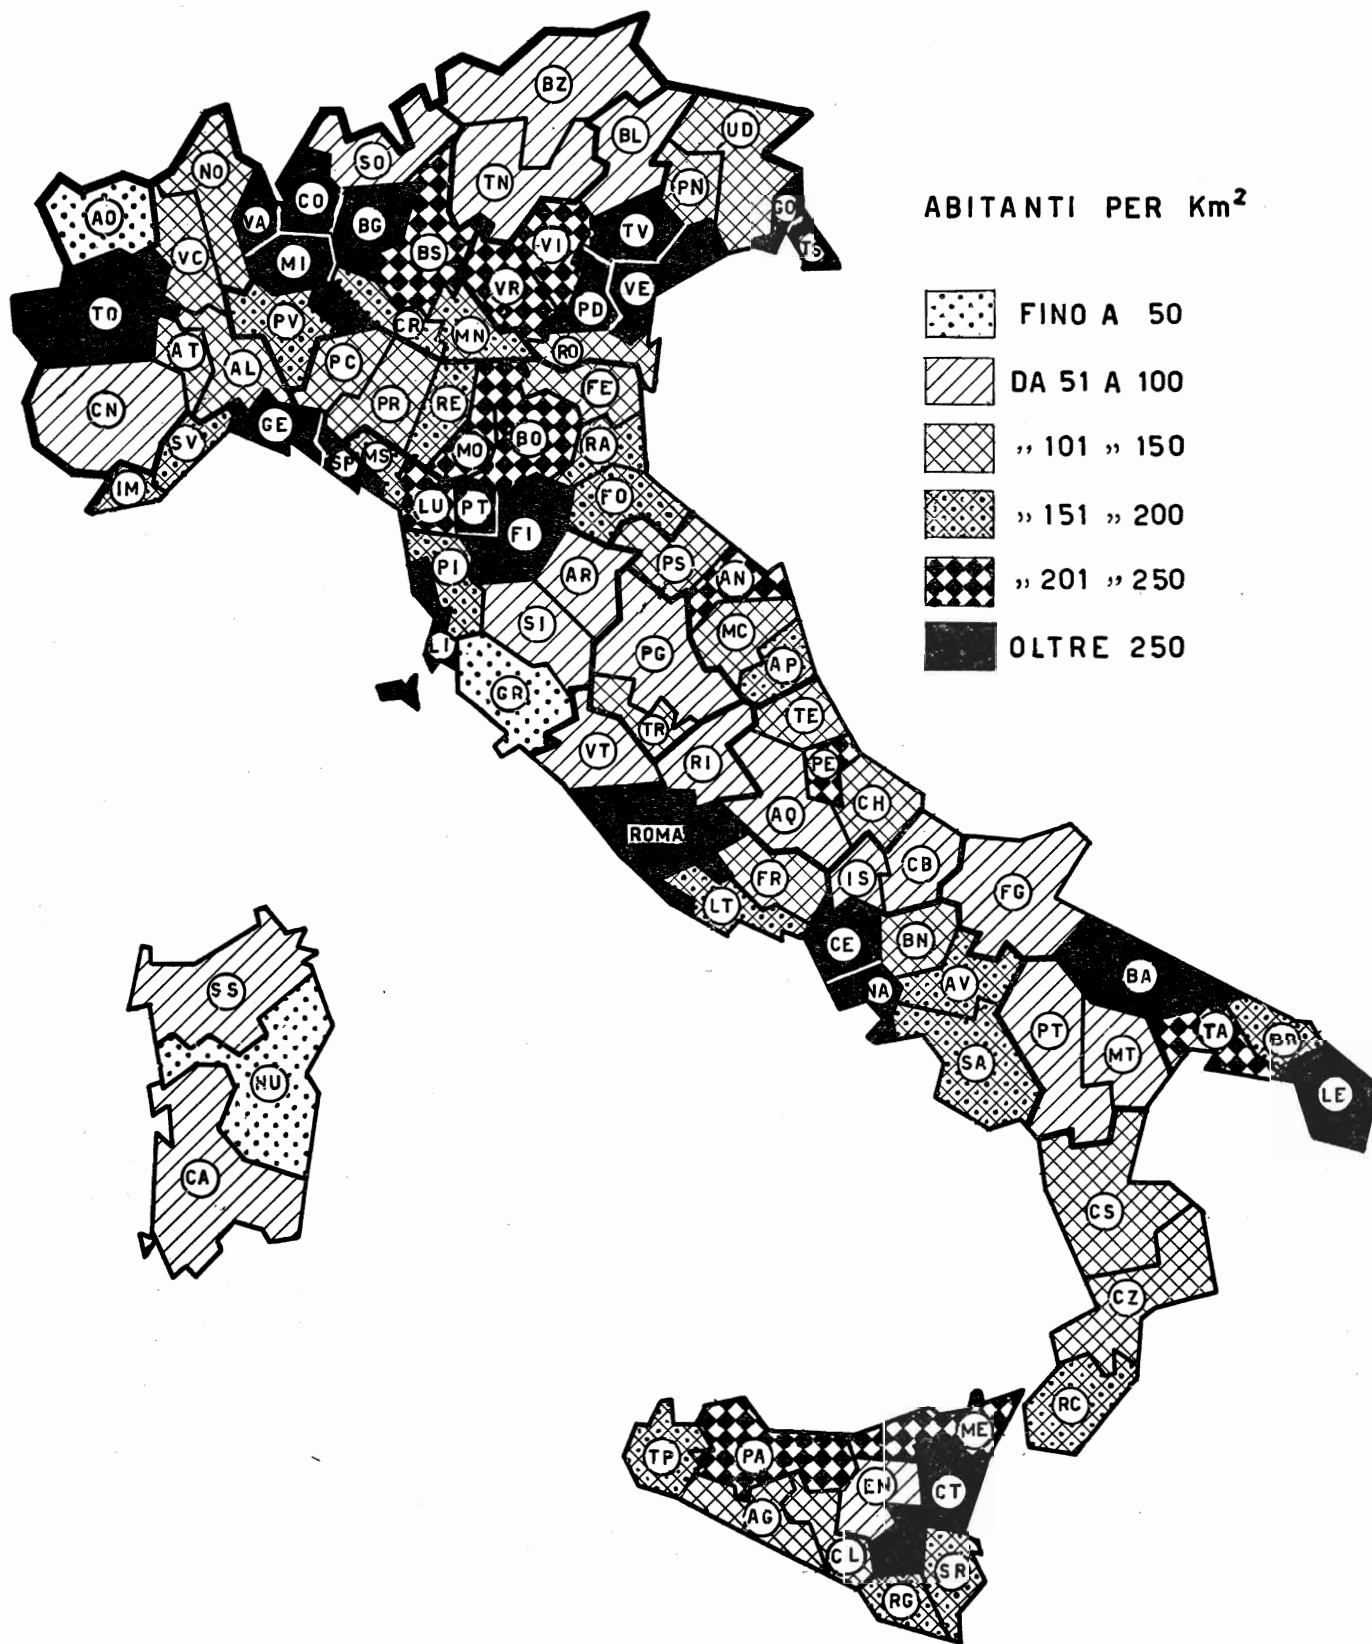 ABITANTI PER Km²
FINO A 50
DA 51 A 100
„ 101 „ 150
„ 151 „ 200
„ 201 „ 250
OLTRE 250
BZ
BL
UD
SO
NO
TN
PN
CO
AO
VA
BG
TV
GO
VI
BS
TS
VC
MI
VR
VE
TO
PD
PV
CR
MN
AT
RO
AL
PC
FE
CN
PR
RE
GE
BO
SV
RA
MO
SP
MS
IM
FO
LU
PT
FI
PI
PS
AR
AN
SI
MC
LI
PG
AP
GR
TE
TR
VT
RI
PE
CH
AQ
ROMA
CB
FR
IS
FG
LT
CE
BN
BA
AV
SS
NA
PT
TA
BR
MT
SA
NU
LE
CA
CS
CZ
RC
ME
TP
PA
EN
CT
AG
CL
SR
RG